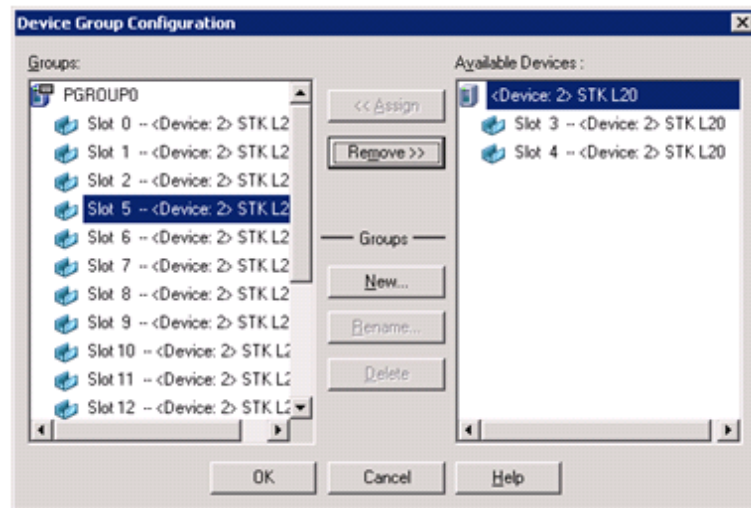 Device Group Configuration
Groups:
Available Devices :
PGROUP0
Slot 0 -- <Device: 2> STK L2
Slot 1 -- <Device: 2> STK L2
Slot 2 -- <Device: 2> STK L2
Slot 5 -- <Device: 2> STK L2
Slot 6 -- <Device: 2> STK L2
Slot 7 -- <Device: 2> STK L2
Slot 8 -- <Device: 2> STK L2
Slot 9 -- <Device: 2> STK L2
Slot 10 -- <Device: 2> STK L2
Slot 11 -- <Device: 2> STK L2
Slot 12 -- <Device: 2> STK L2
<< Assign
Remove >>
Groups
New...
Rename...
Delete
<Device: 2> STK L20
Slot 3 -- <Device: 2> STK L20
Slot 4 -- <Device: 2> STK L20
OK
Cancel
Help